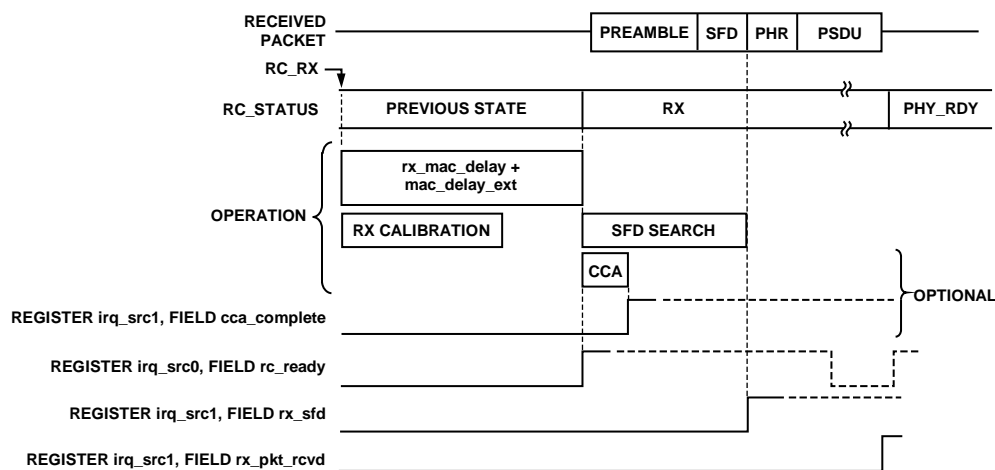 RECEIVED
PACKET
PREAMBLE SFD PHR PSDU
RC_RX
RC_STATUS PREVIOUS STATE RX PHY_RDY
rx_mac_delay +
mac_delay_ext
OPERATION
RX CALIBRATION SFD SEARCH
CCA
OPTIONAL
REGISTER irq_src1, FIELD cca_complete
REGISTER irq_src0, FIELD rc_ready
REGISTER irq_src1, FIELD rx_sfd
REGISTER irq_src1, FIELD rx_pkt_rcvd